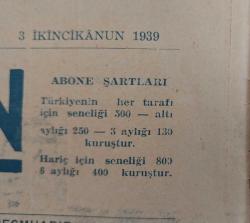 3 İKİNCİKÂNUN 1939
N
ABONE ŞARTLARI
Türkiyenin her tarafı
için seneliği 500 — altı
aylığı 250 — 3 aylığı 130
kuruştur.
Hariç için seneliği 800
6 aylığı 400 kuruştur.